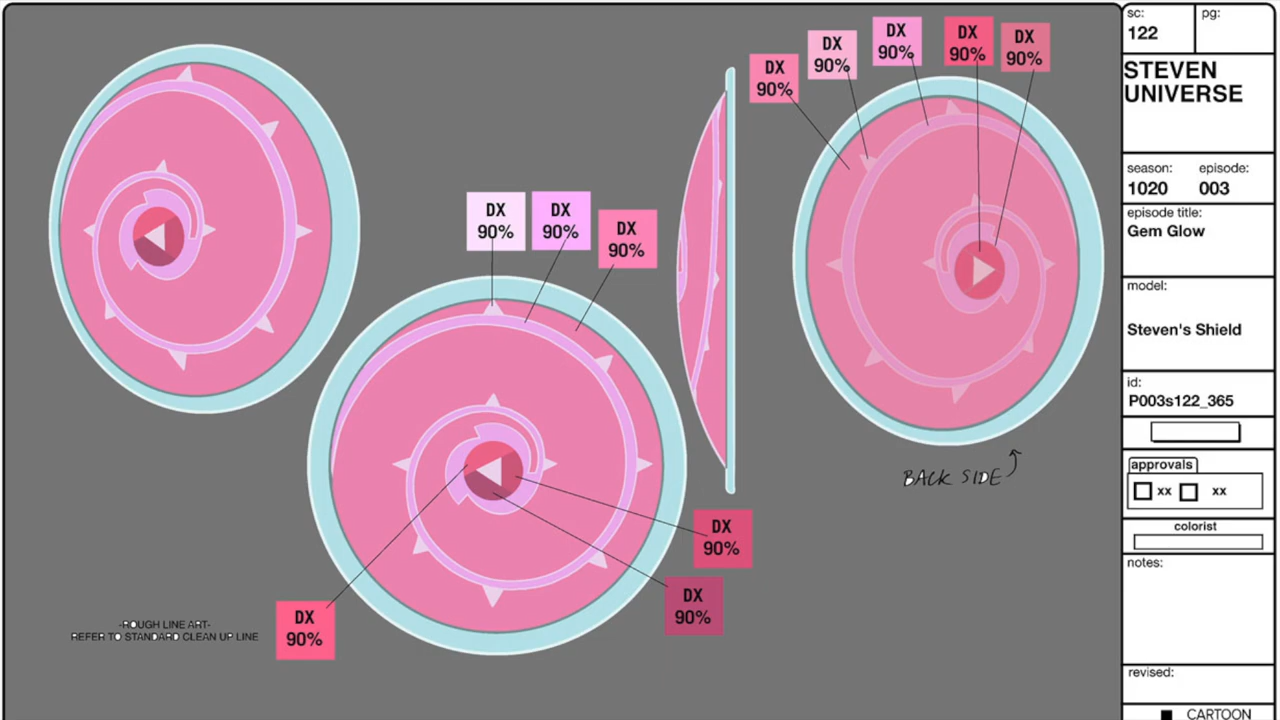 DX
90%
DX
90%
DX
90%
DX
90%
DX
90%
DX
90%
DX
90%
DX
90%
BACK SIDE
DX
90%
DX
90%
DX
90%
-ROUGH LINE ART-
REFER TO STANDARD CLEAN UP LINE
sc:
122
pg:
STEVEN
UNIVERSE
season:
1020
episode:
003
episode title:
Gem Glow
model:
Steven's Shield
id:
P003s122_365
approvals
xx
xx
colorist
notes:
revised:
CARTOON